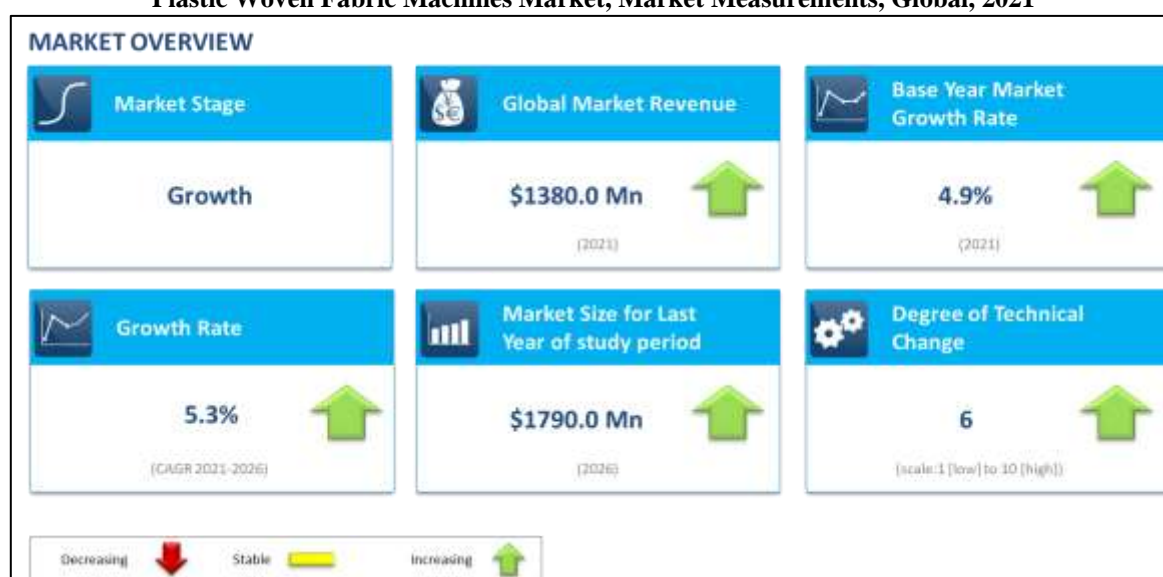 Plastic Woven Fabric Machines Market, Market Measurements, Global, 2021
MARKET OVERVIEW
Market Stage
Growth
Global Market Revenue
$1380.0 Mn
(2021)
Base Year Market
Growth Rate
4.9%
(2021)
Growth Rate
5.3%
(CAGR 2021-2026)
Market Size for Last
Year of study period
$1790.0 Mn
(2026)
Degree of Technical
Change
6
(scale:1 [low] to 10 [high])
Decreasing
Stable
Increasing